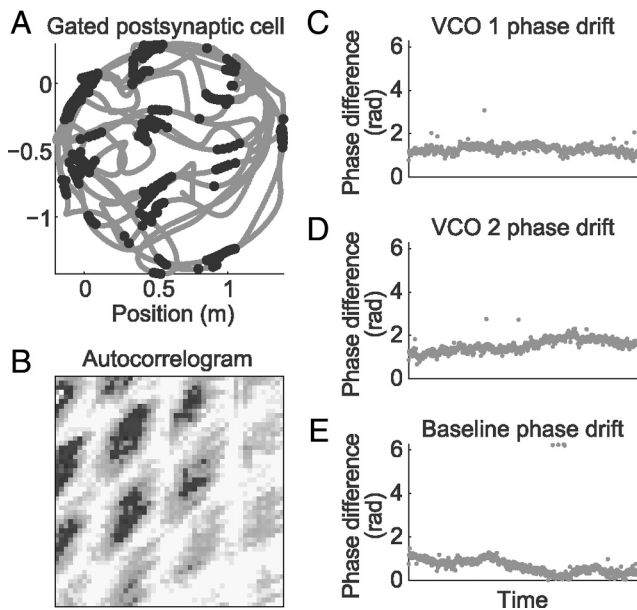 A Gated postsynaptic cell
0
−0.5
−1
0 0.5 1
Position (m)
B Autocorrelogram
C VCO 1 phase drift
Phase difference
(rad)
6
4
2
0
D VCO 2 phase drift
Phase difference
(rad)
6
4
2
0
E Baseline phase drift
Phase difference
(rad)
6
4
2
0
Time